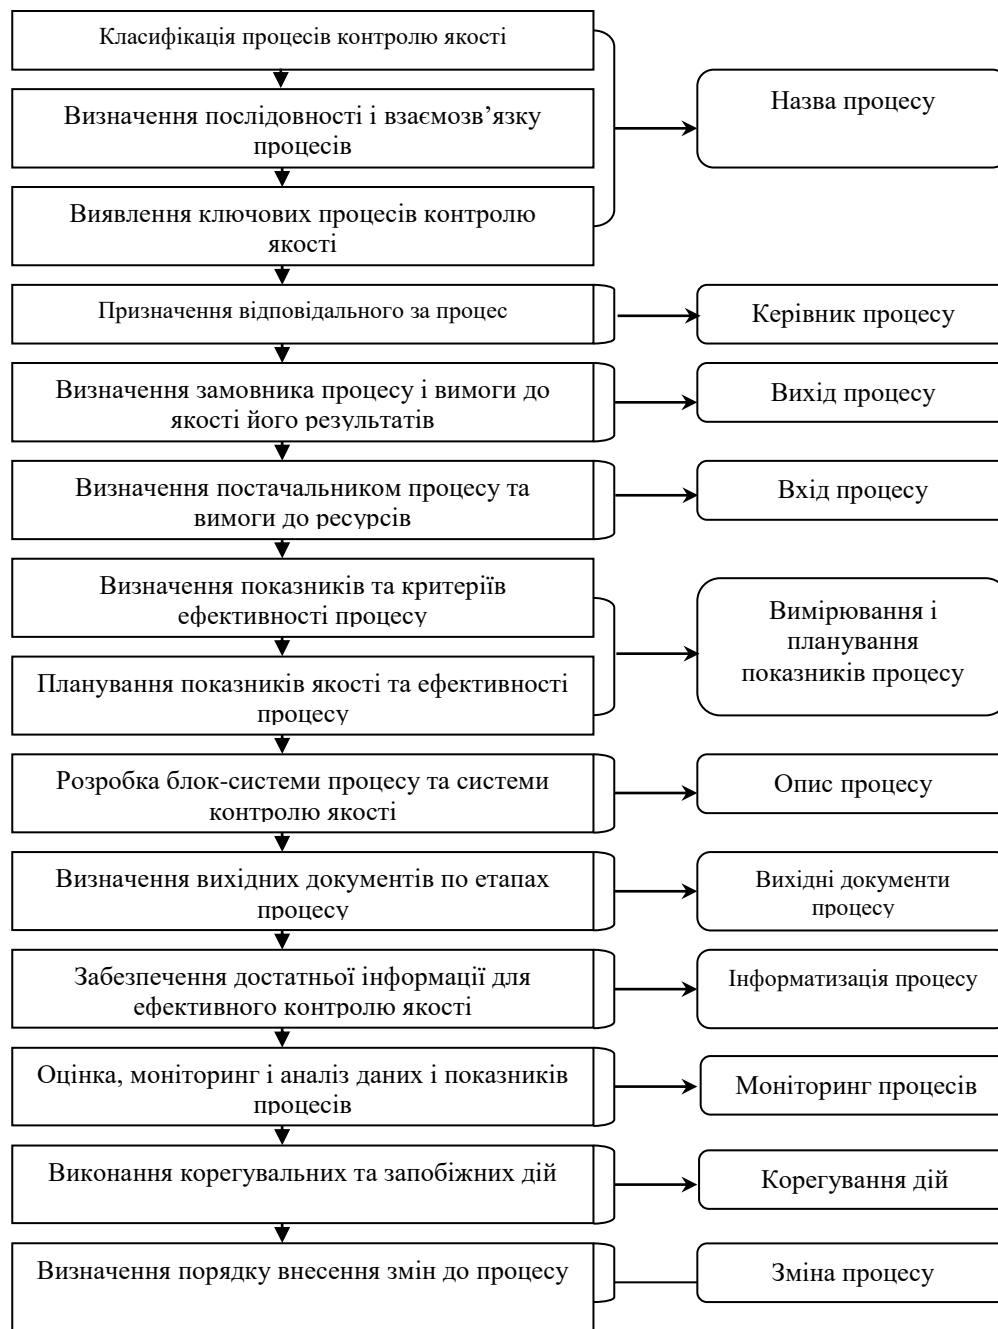 Класифікація процесів контролю якості
Назва процесу
Визначення послідовності і взаємозв’язку
процесів
Виявлення ключових процесів контролю
якості
Призначення відповідального за процес
Керівник процесу
Визначення замовника процесу і вимоги до
якості його результатів
Вихід процесу
Визначення постачальником процесу та
вимоги до ресурсів
Вхід процесу
Визначення показників та критеріїв
ефективності процесу
Вимірювання і
планування
показників процесу
Планування показників якості та ефективності
процесу
Розробка блок-системи процесу та системи
контролю якості
Опис процесу
Визначення вихідних документів по етапах
процесу
Вихідні документи
процесу
Забезпечення достатньої інформації для
ефективного контролю якості
Інформатизація процесу
Оцінка, моніторинг і аналіз даних і показників
процесів
Моніторинг процесів
Виконання корегувальних та запобіжних дій
Корегування дій
Визначення порядку внесення змін до процесу
Зміна процесу